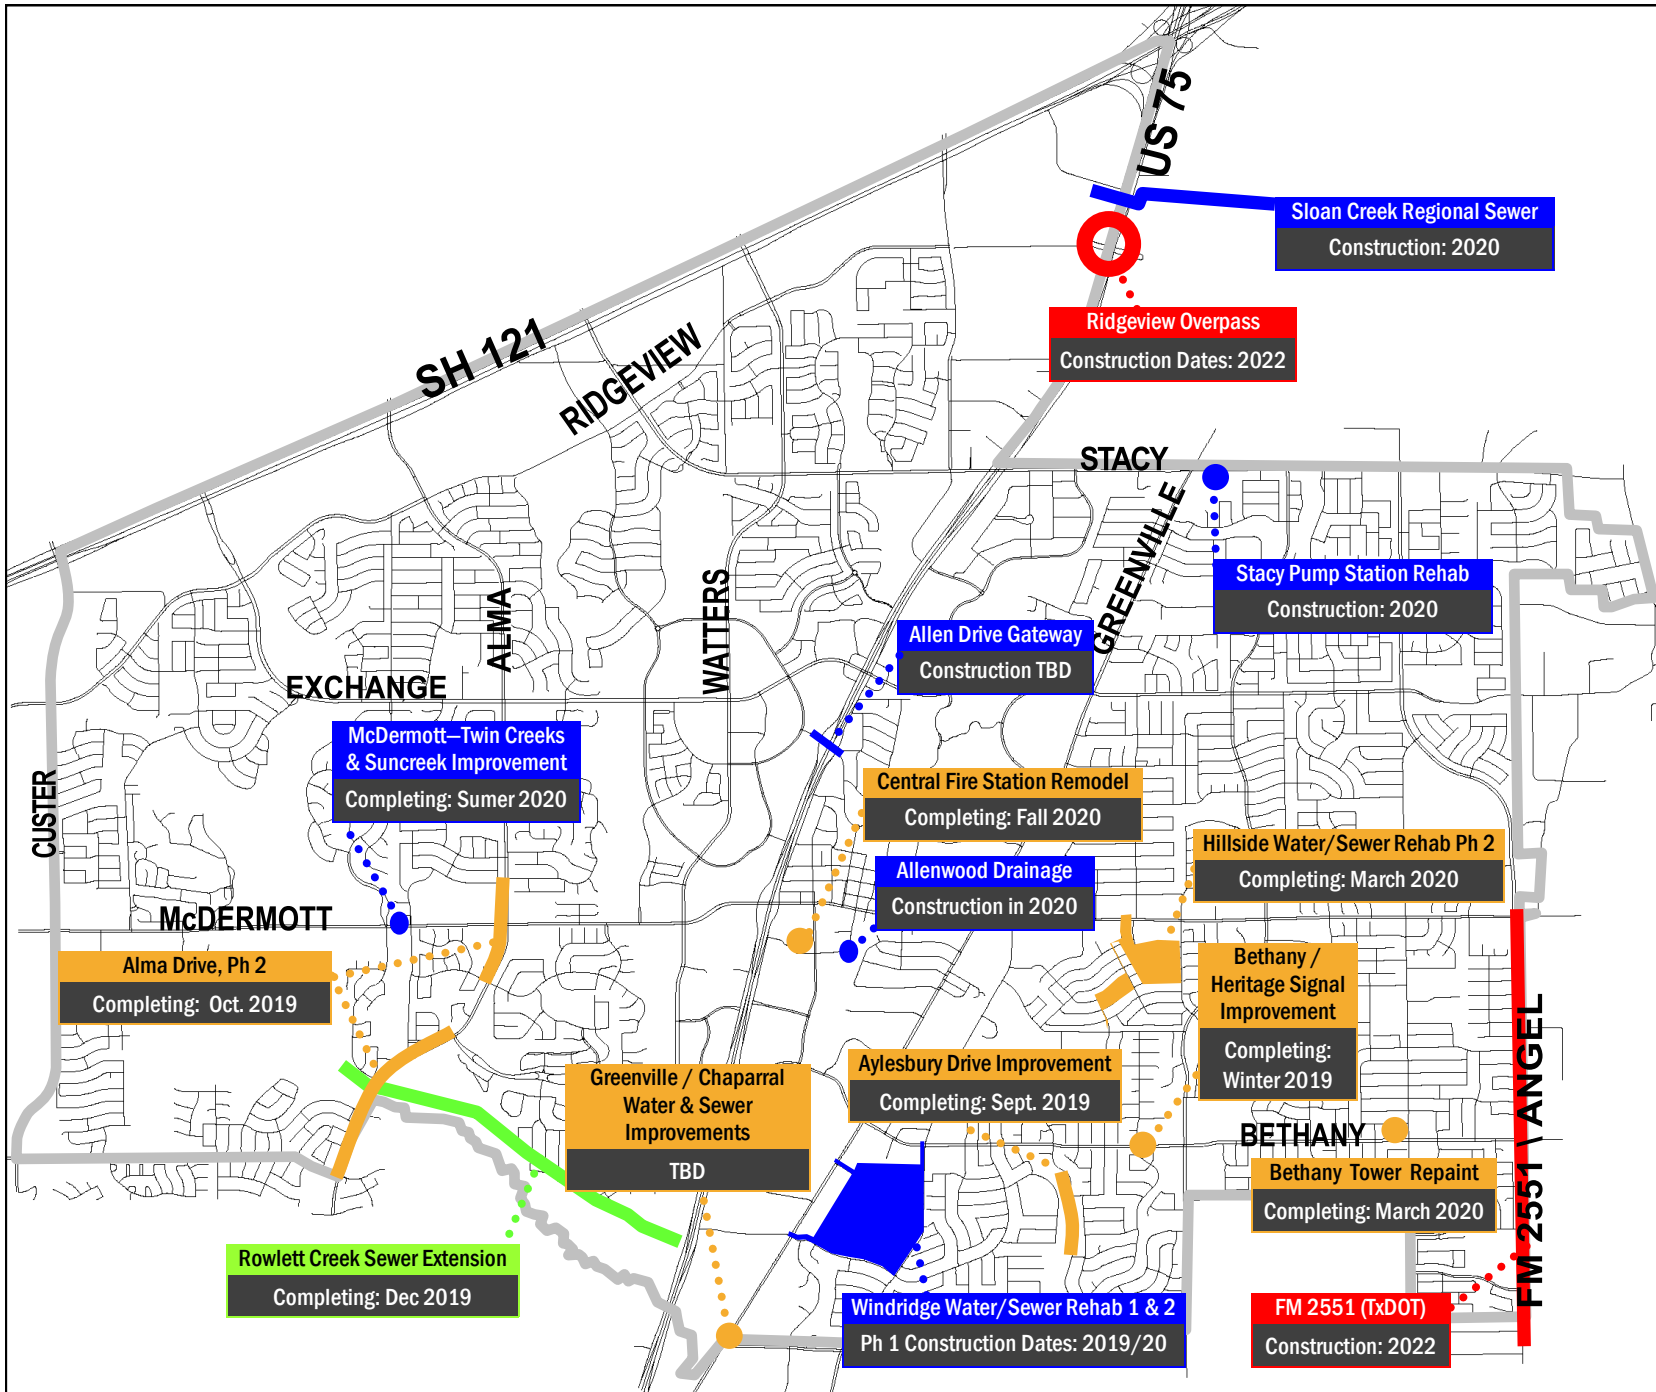 US 75
Sloan Creek Regional Sewer
Construction: 2020
Ridgeview Overpass
Construction Dates: 2022
SH 121
RIDGEVIEW
STACY
GREENVILLE
Stacy Pump Station Rehab
Construction: 2020
ALMA
WATTERS
Allen Drive Gateway
Construction TBD
EXCHANGE
McDermott—Twin Creeks
& Suncreek Improvement
Completing: Sumer 2020
CUSTER
Central Fire Station Remodel
Completing: Fall 2020
Hillside Water/Sewer Rehab Ph 2
Completing: March 2020
Allenwood Drainage
Construction in 2020
McDERMOTT
Alma Drive, Ph 2
Completing: Oct. 2019
Bethany /
Heritage Signal
Improvement
Completing:
Winter 2019
FM 2551 \ ANGEL
Greenville / Chaparral
Water & Sewer
Improvements
TBD
Aylesbury Drive Improvement
Completing: Sept. 2019
BETHANY
Bethany Tower Repaint
Completing: March 2020
Rowlett Creek Sewer Extension
Completing: Dec 2019
Windridge Water/Sewer Rehab 1 & 2
Ph 1 Construction Dates: 2019/20
FM 2551 (TxDOT)
Construction: 2022